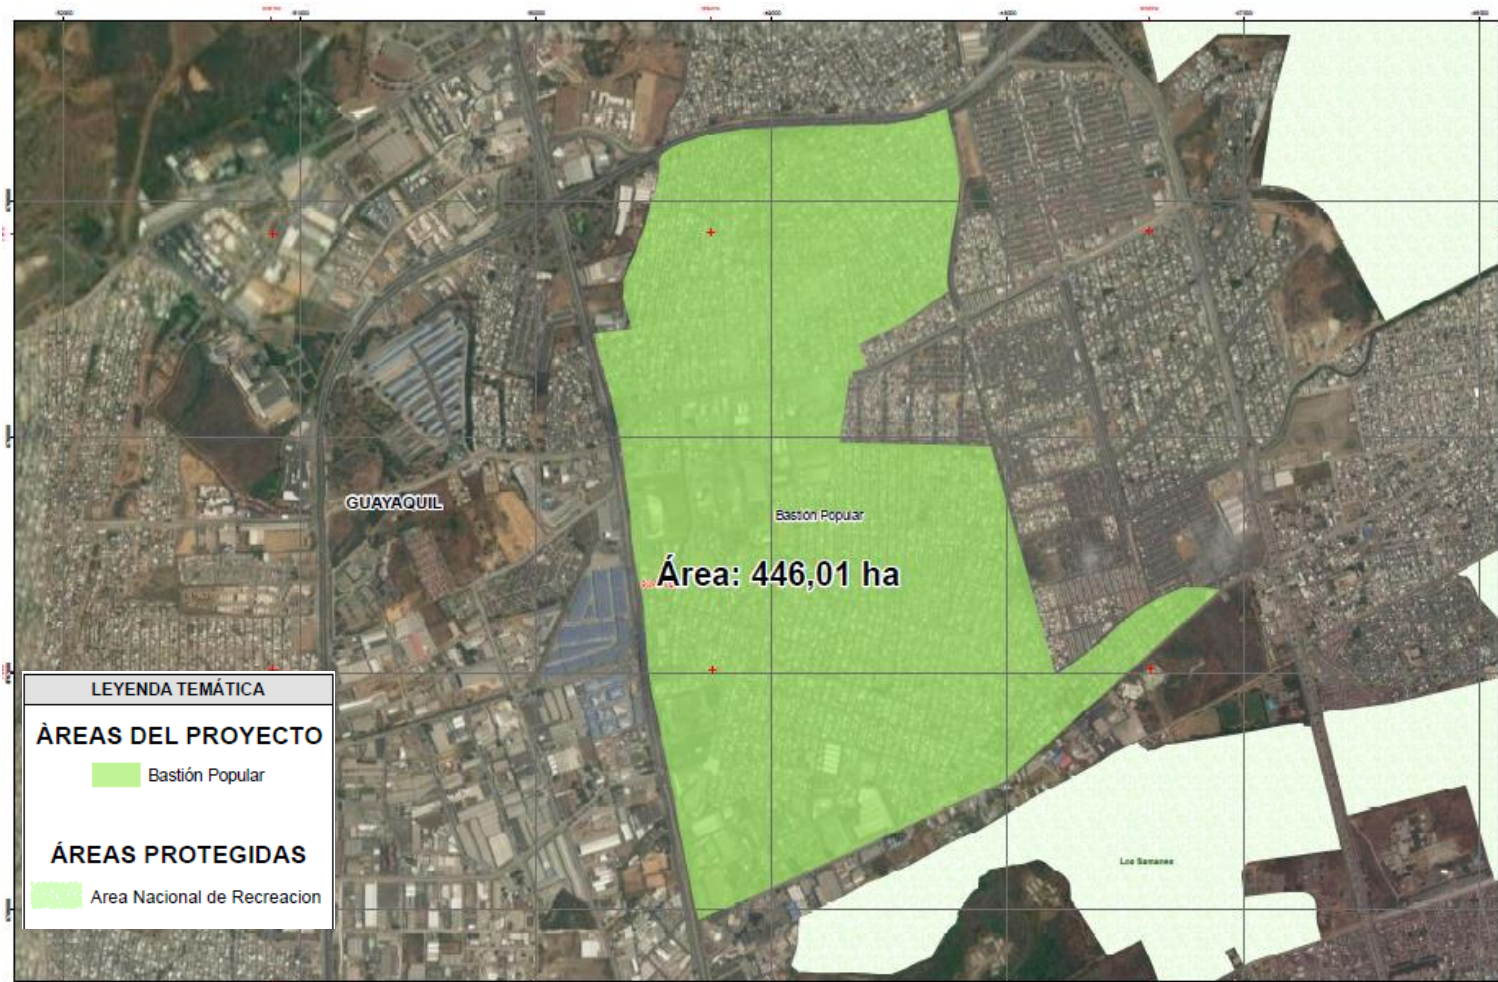 GUAYAQUIL
Bastión Popular
Área: 446,01 ha
LEYENDA TEMÁTICA
ÀREAS DEL PROYECTO
Bastión Popular
ÁREAS PROTEGIDAS
Area Nacional de Recreacion
Los Samanes